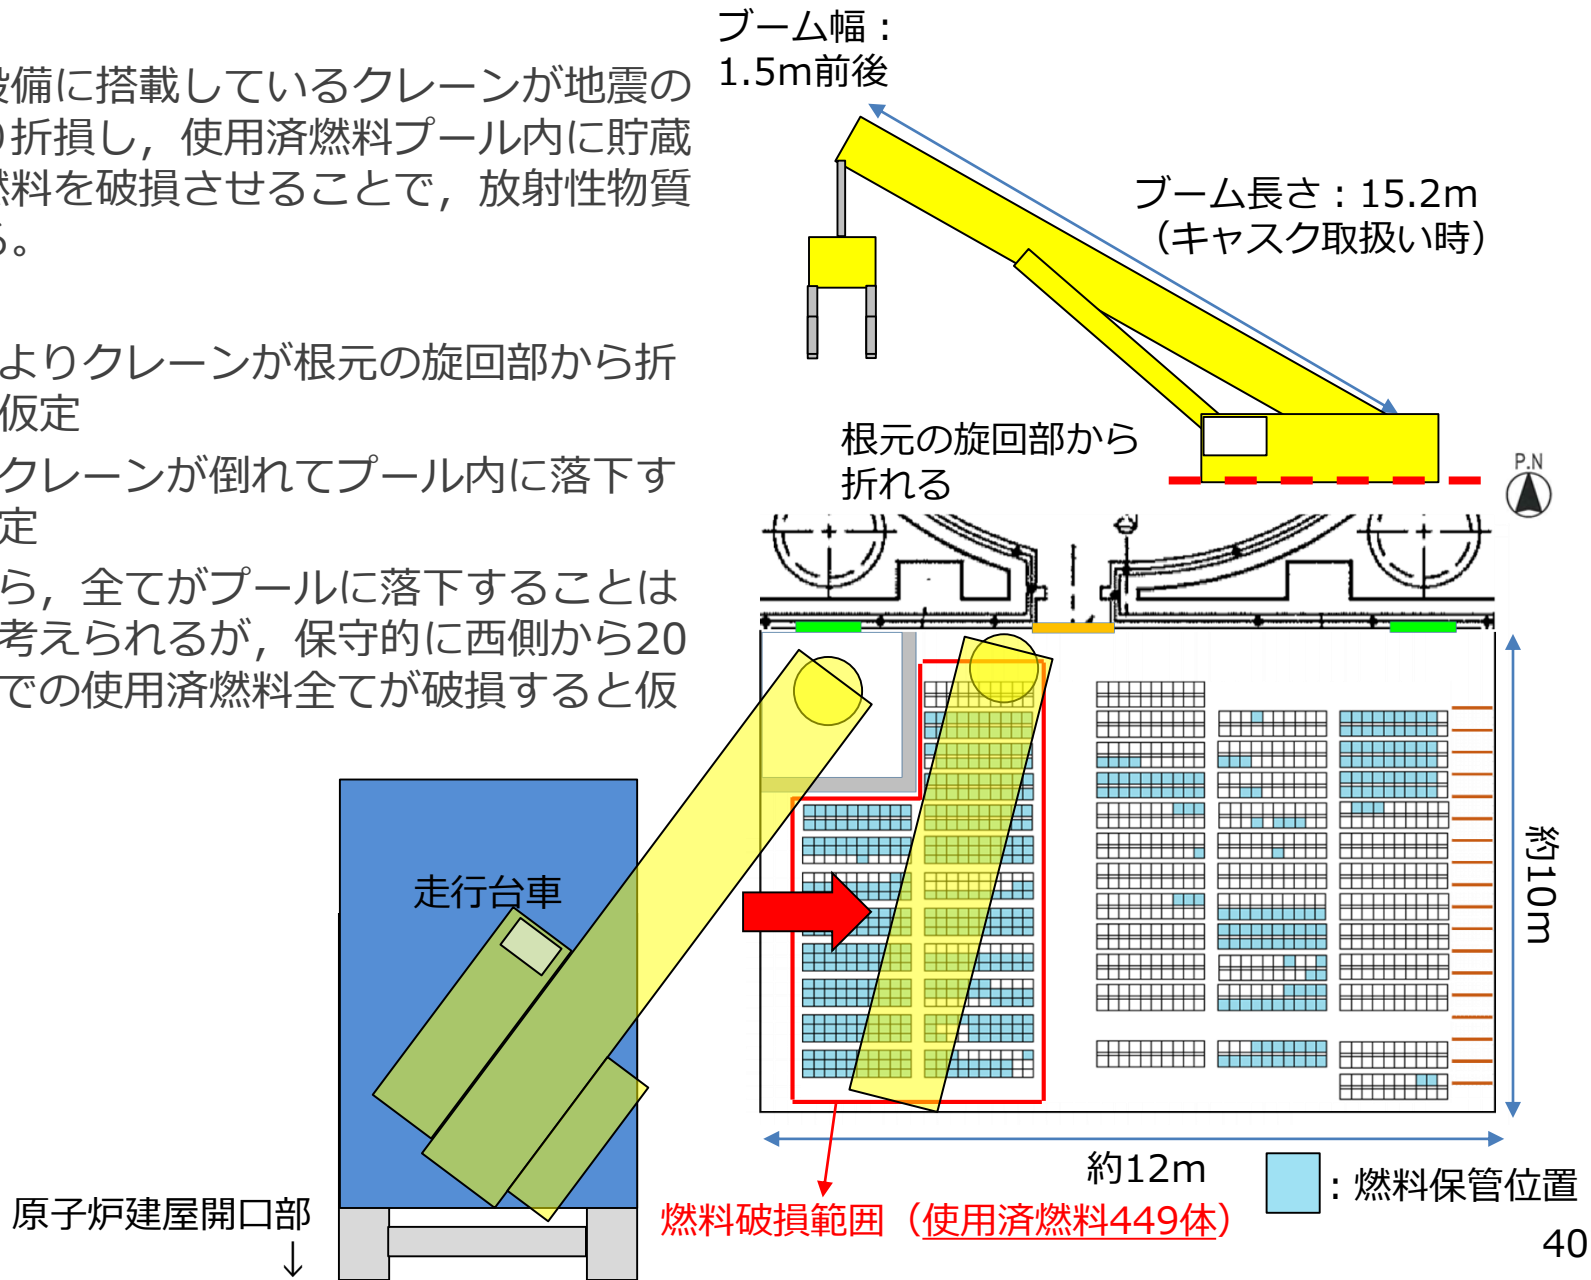 設備に搭載しているクレーンが地震の
り折損し，使用済燃料プール内に貯蔵
燃料を破損させることで，放射性物質
る。
よりクレーンが根元の旋回部から折
仮定
クレーンが倒れてプール内に落下す
定
ら，全てがプールに落下することは
考えられるが，保守的に西側から20
での使用済燃料全てが破損すると仮
ブーム幅：
1.5m前後
ブーム長さ：15.2m
（キャスク取扱い時）
根元の旋回部から
折れる
P.N
走行台車
約10m
約12m
：燃料保管位置
燃料破損範囲（使用済燃料449体）
原子炉建屋開口部
↓
40